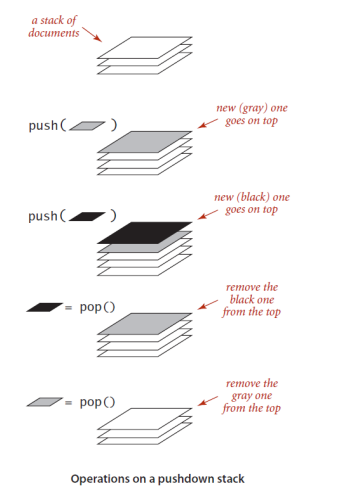 a stack of
documents
push( )
new (gray) one
goes on top
push( )
new (black) one
goes on top
= pop()
remove the
black one
from the top
= pop()
remove the
gray one
from the top
Operations on a pushdown stack